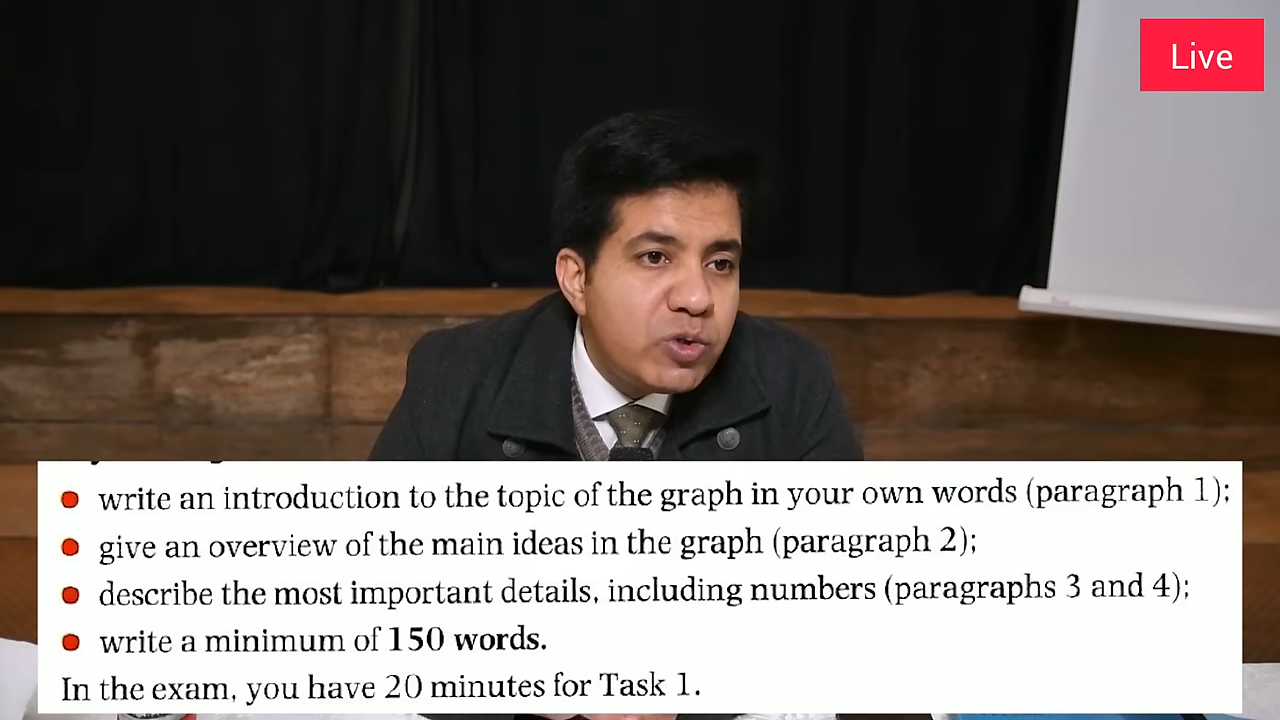 Live
write an introduction to the topic of the graph in your own words (paragraph 1);
give an overview of the main ideas in the graph (paragraph 2);
describe the most important details, including numbers (paragraphs 3 and 4);
write a minimum of 150 words.
In the exam, you have 20 minutes for Task 1.